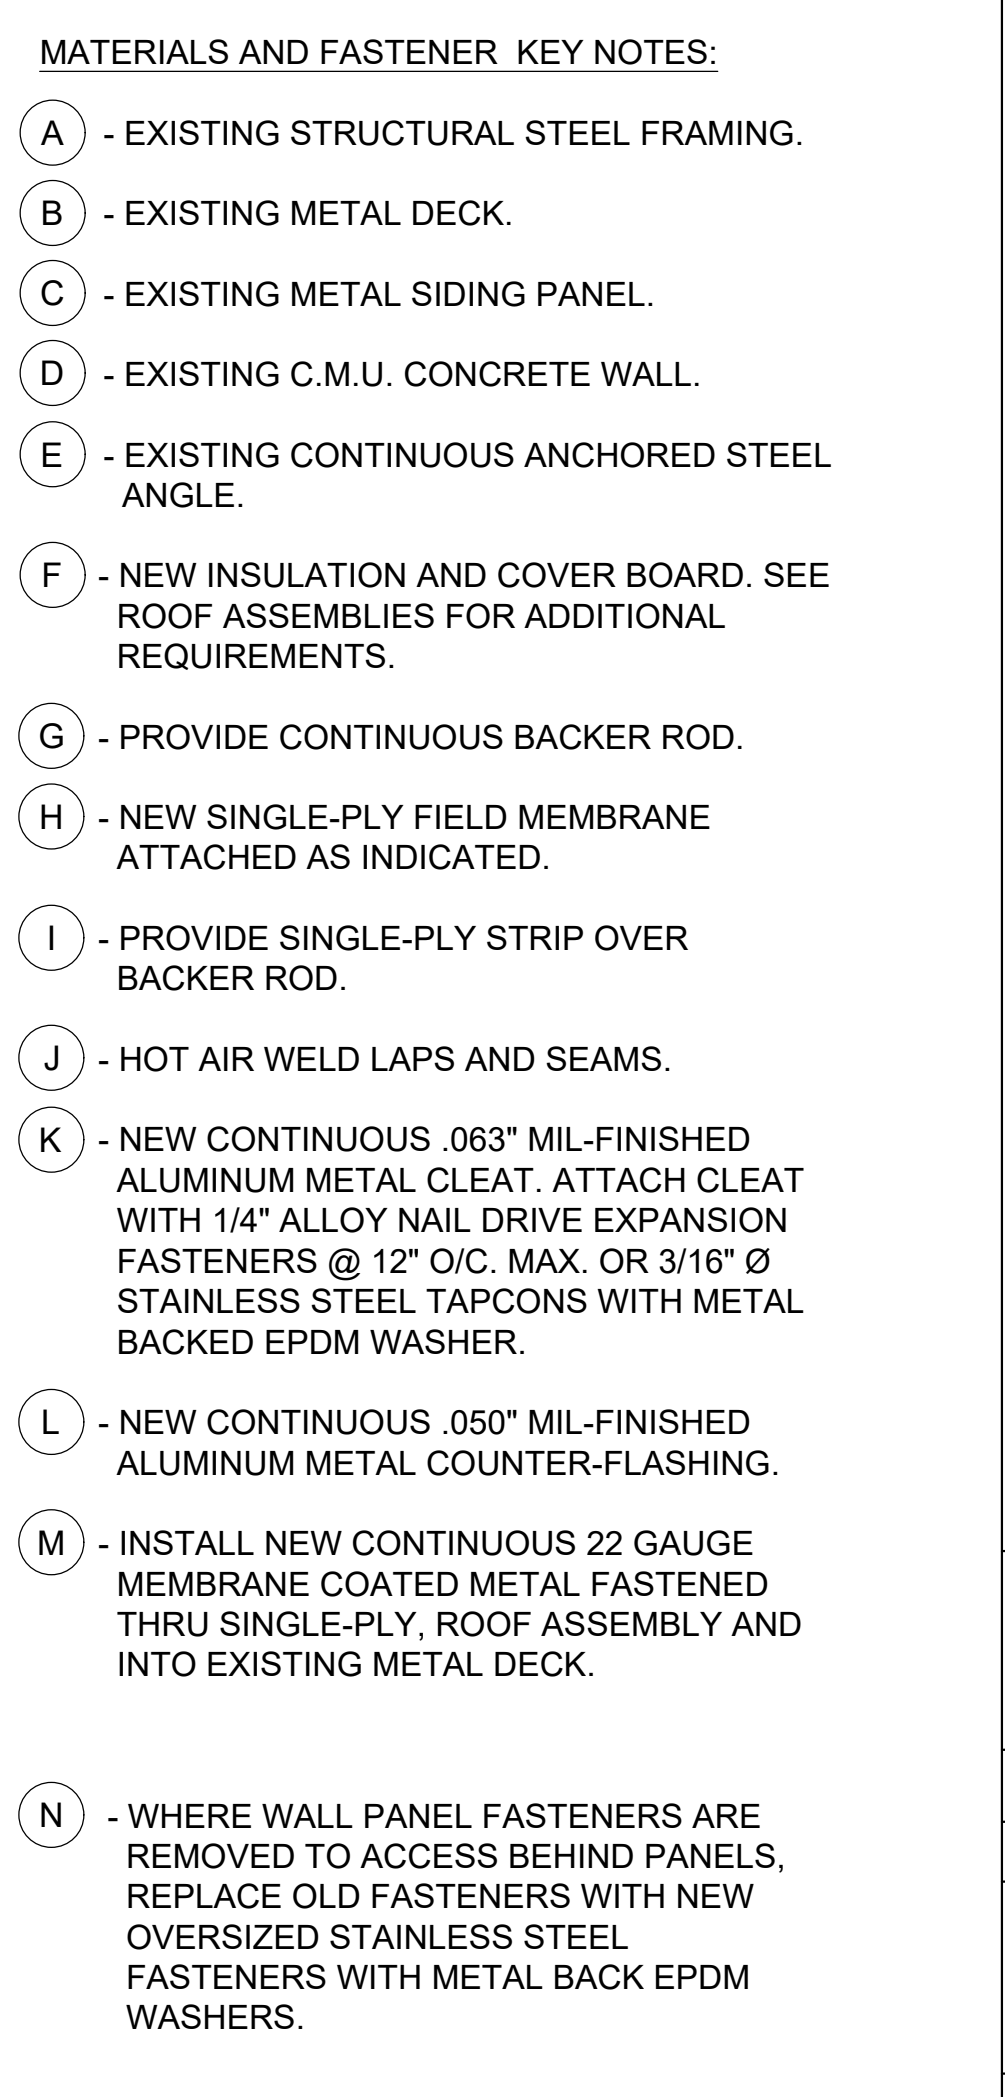 MATERIALS AND FASTENER KEY NOTES:
A - EXISTING STRUCTURAL STEEL FRAMING.
B - EXISTING METAL DECK.
C - EXISTING METAL SIDING PANEL.
D - EXISTING C.M.U. CONCRETE WALL.
E - EXISTING CONTINUOUS ANCHORED STEEL
ANGLE.
F - NEW INSULATION AND COVER BOARD. SEE
ROOF ASSEMBLIES FOR ADDITIONAL
REQUIREMENTS.
G - PROVIDE CONTINUOUS BACKER ROD.
H - NEW SINGLE-PLY FIELD MEMBRANE
ATTACHED AS INDICATED.
I - PROVIDE SINGLE-PLY STRIP OVER
BACKER ROD.
J - HOT AIR WELD LAPS AND SEAMS.
K - NEW CONTINUOUS .063" MIL-FINISHED
ALUMINUM METAL CLEAT. ATTACH CLEAT
WITH 1/4" ALLOY NAIL DRIVE EXPANSION
FASTENERS @ 12" O/C. MAX. OR 3/16" Ø
STAINLESS STEEL TAPCONS WITH METAL
BACKED EPDM WASHER.
L - NEW CONTINUOUS .050" MIL-FINISHED
ALUMINUM METAL COUNTER-FLASHING.
M - INSTALL NEW CONTINUOUS 22 GAUGE
MEMBRANE COATED METAL FASTENED
THRU SINGLE-PLY, ROOF ASSEMBLY AND
INTO EXISTING METAL DECK.
N - WHERE WALL PANEL FASTENERS ARE
REMOVED TO ACCESS BEHIND PANELS,
REPLACE OLD FASTENERS WITH NEW
OVERSIZED STAINLESS STEEL
FASTENERS WITH METAL BACK EPDM
WASHERS.